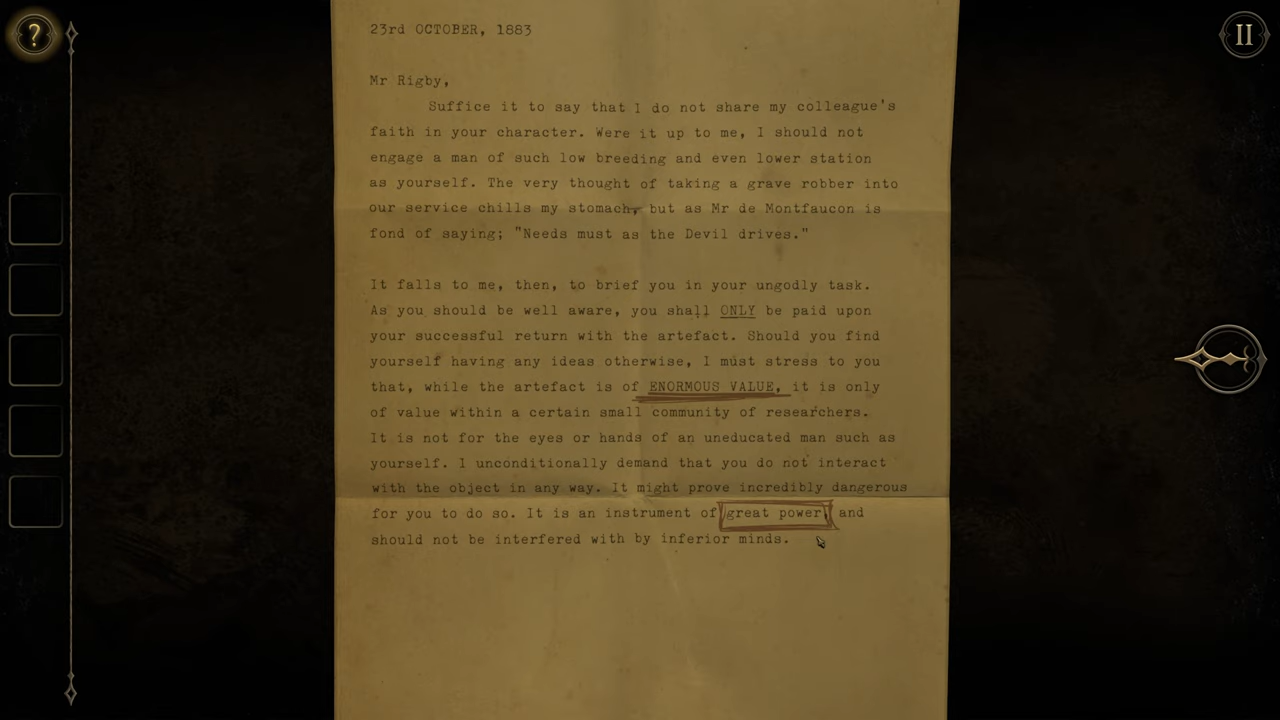 23rd OCTOBER, 1883
Mr Rigby,
Suffice it to say that I do not share my colleague's
faith in your character. Were it up to me, I should not
engage a man of such low breeding and even lower station
as yourself. The very thought of taking a grave robber into
our service chills my stomach, but as Mr de Montfaucon is
fond of saying; "Needs must as the Devil drives."
It falls to me, then, to brief you in your ungodly task.
As you should be well aware, you shall ONLY be paid upon
your successful return with the artefact. Should you find
yourself having any ideas otherwise, I must stress to you
that, while the artefact is of ENORMOUS VALUE, it is only
of value within a certain small community of researchers.
It is not for the eyes or hands of an uneducated man such as
yourself. I unconditionally demand that you do not interact
with the object in any way. It might prove incredibly dangerous
for you to do so. It is an instrument of great power, and
should not be interfered with by inferior minds.
?
II